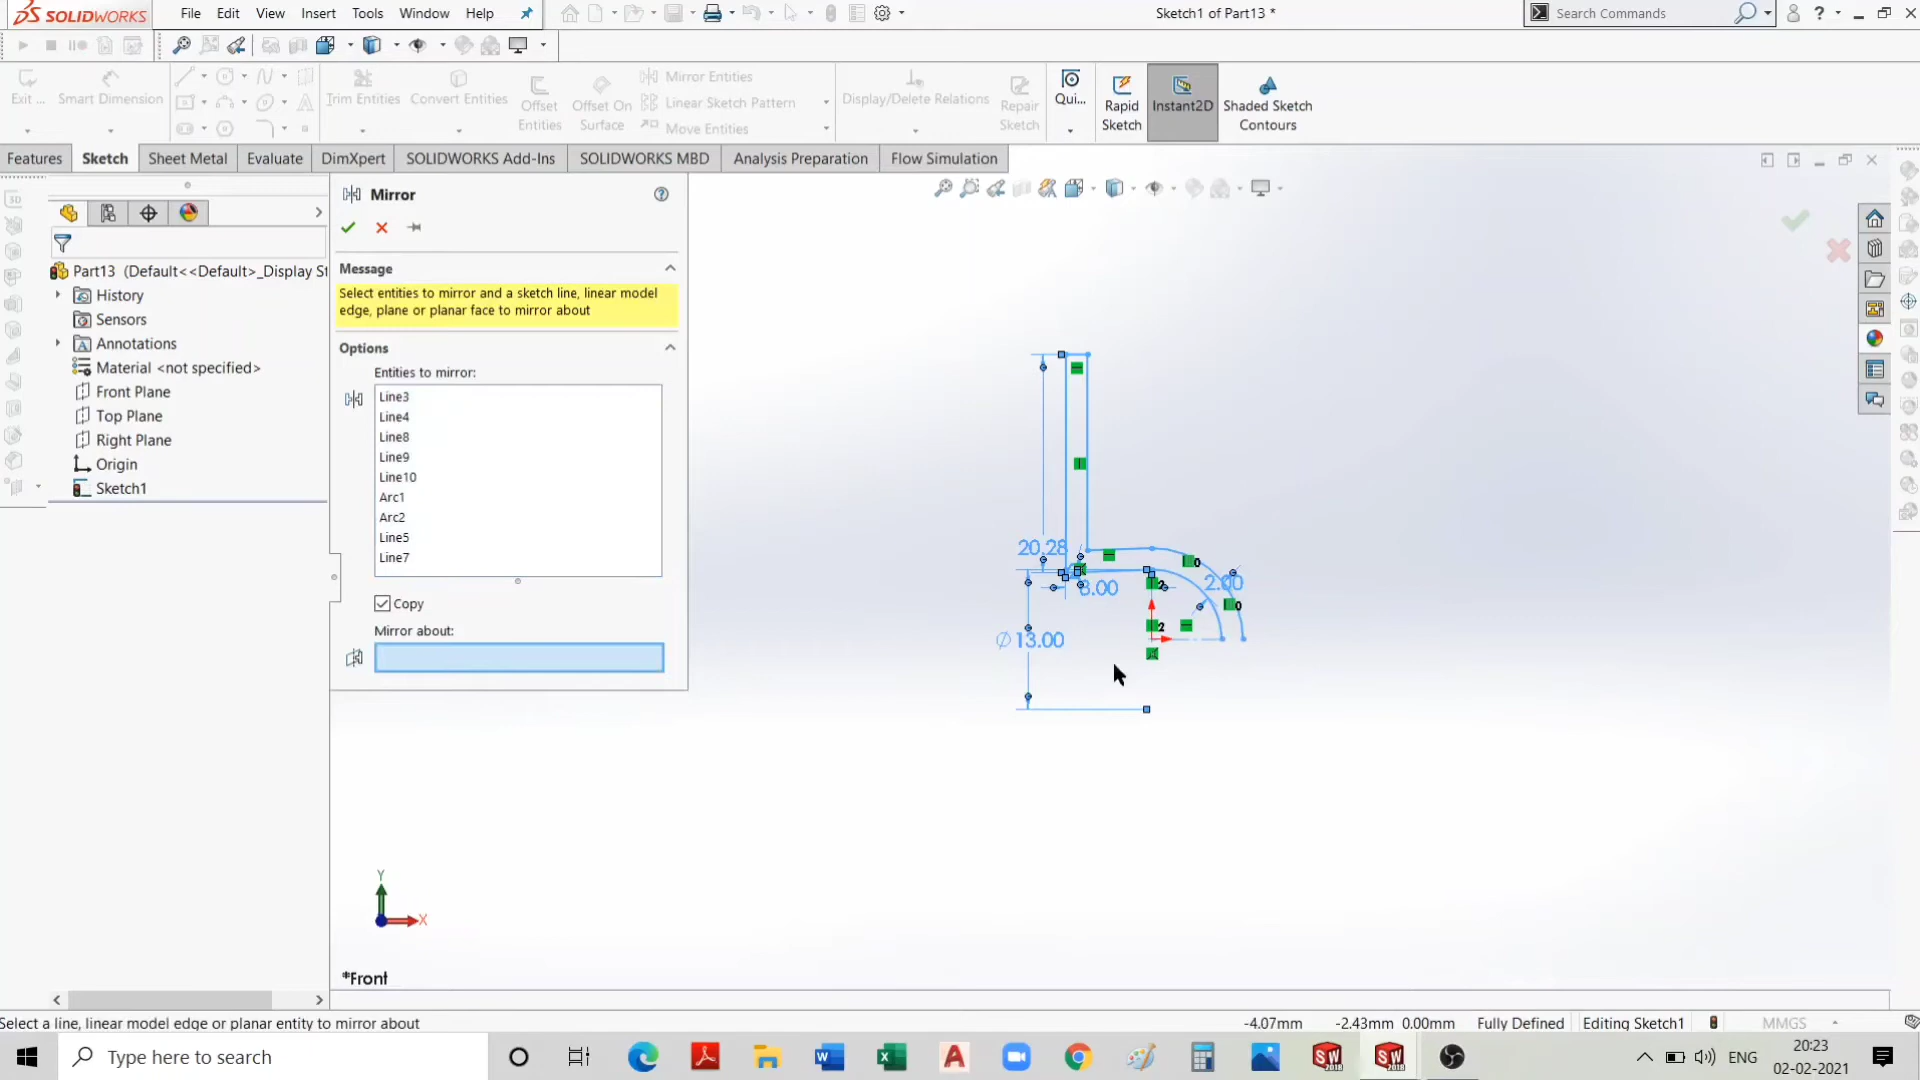 SOLIDWORKS File Edit View Insert Tools Window Help Sketch1 of Part13 * Search Commands ?
Exit ... Smart Dimension Trim Entities Convert Entities Offset Entities Offset On Surface Mirror Entities Linear Sketch Pattern Move Entities Display/Delete Relations Repair Sketch Qui... Rapid Sketch Instant2D Shaded Sketch Contours
Features Sketch Sheet Metal Evaluate DimXpert SOLIDWORKS Add-Ins SOLIDWORKS MBD Analysis Preparation Flow Simulation
Part13 (Default<<Default>_Display St
History
Sensors
Annotations
Material <not specified>
Front Plane
Top Plane
Right Plane
Origin
Sketch1
Mirror
Message
Select entities to mirror and a sketch line, linear model
edge, plane or planar face to mirror about
Options
Entities to mirror:
Line3
Line4
Line8
Line9
Line10
Arc1
Arc2
Line5
Line7
Copy
Mirror about:
20.28
8.00
2.00
∅13.00
2
2
0
0
Y
X
*Front
Select a line, linear model edge or planar entity to mirror about -4.07mm -2.43mm 0.00mm Fully Defined Editing Sketch1 MMGS
Type here to search ENG 20:23
02-02-2021